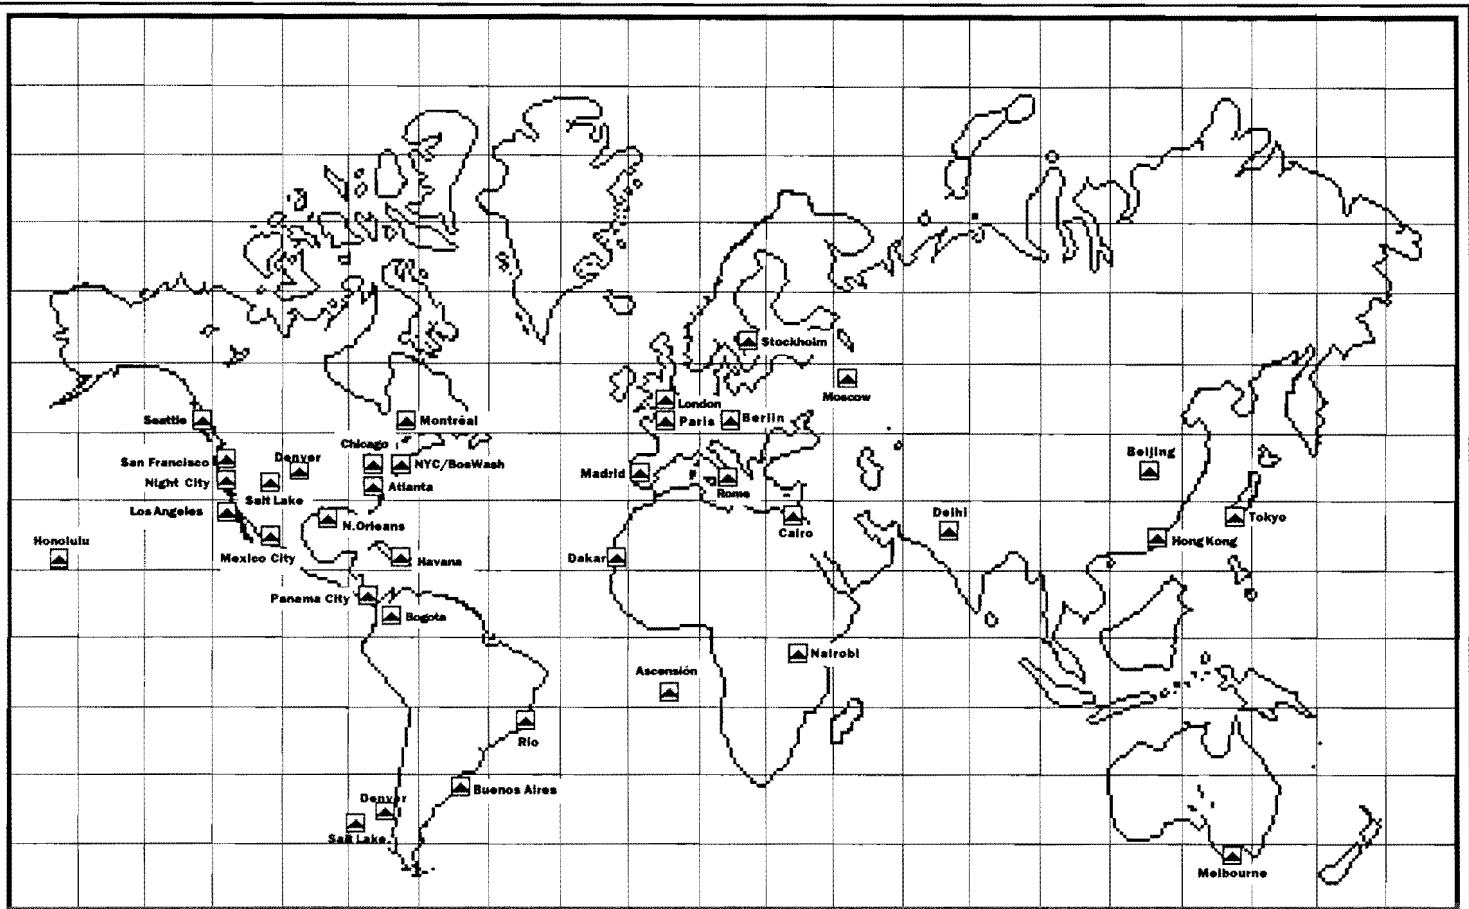 Stockholm
Moscow
London
Seattle
Montréal
Paris
Berlin
Chicago
San Francisco
Denver
NYC/BosWash
Beijing
Madrid
Night City
Atlanta
Rome
Salt Lake
Los Angeles
N.Orleans
Delhi
Tokyo
Cairo
Honolulu
Hong Kong
Mexico City
Havana
Dakar
Panama City
Bogota
Nairobi
Ascensión
Rio
Buenos Aires
Denver
Salt Lake
Melbourne